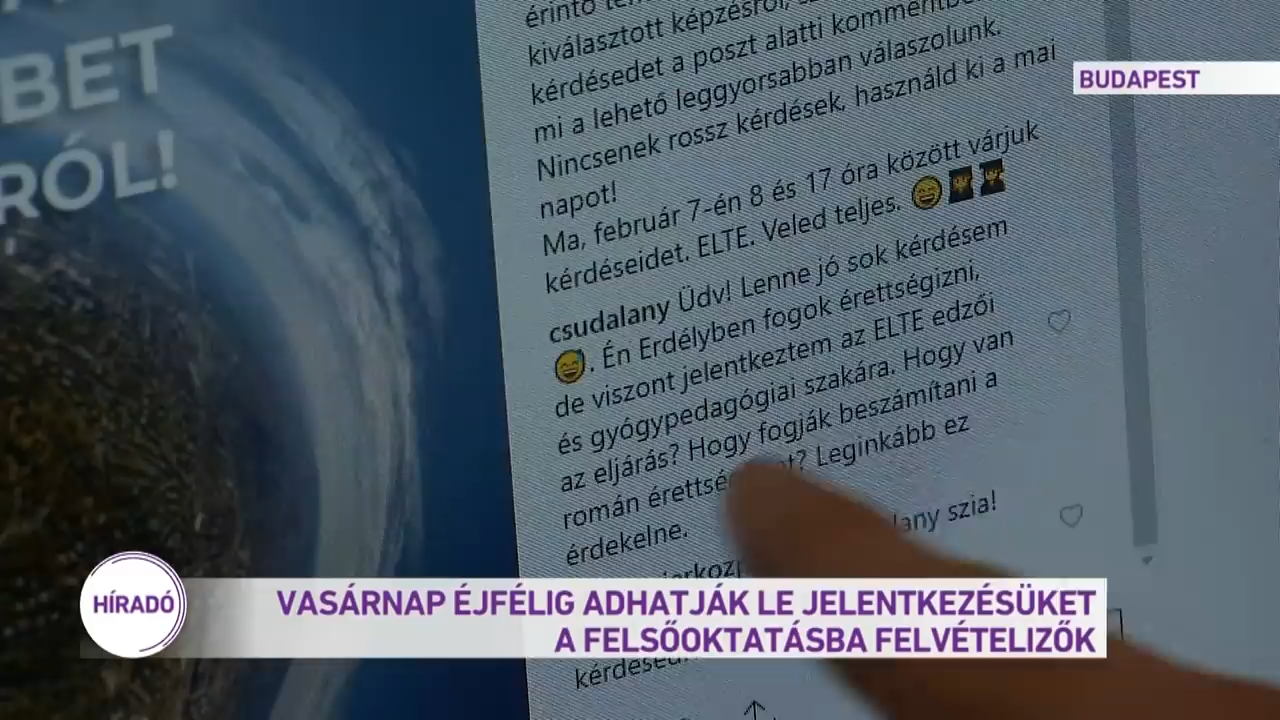 BET
RÓL!
érintő
kiválasztott képzésről,
kérdésedet a poszt alatti
mi a lehető leggyorsabban válaszolunk.
Nincsenek rossz kérdések, használd ki a mai
napot!
Ma, február 7-én 8 és 17 óra között várjuk
kérdéseidet. ELTE. Veled teljes.
csudalany Üdv! Lenne jó sok kérdésem
😅. Én Erdélyben fogok érettségizni,
de viszont jelentkeztem az ELTE edzői
és gyógypedagógiai szakára. Hogy van
az eljárás? Hogy fogják beszámítani a
román Leginkább ez
érdekelne.
szia!
BUDAPEST
HÍRADÓ
VASÁRNAP ÉJFÉLIG ADHATJÁK LE JELENTKEZÉSÜKET
A FELSŐOKTATÁSBA FELVÉTELIZŐK